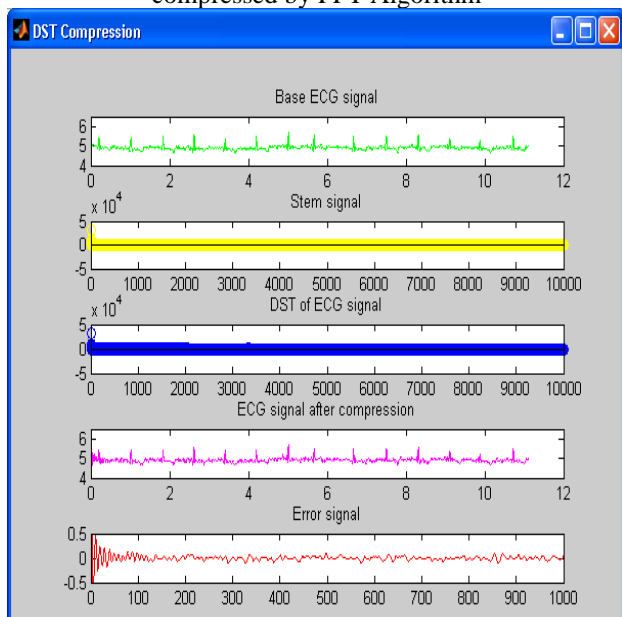 compressed by FFT Algorithm
DST Compression
Base ECG signal
6
5
4
0 2 4 6 8 10 12
x 10^4
Stem signal
5
0
-5
0 1000 2000 3000 4000 5000 6000 7000 8000 9000 10000
x 10^4
DST of ECG signal
5
0
-5
0 1000 2000 3000 4000 5000 6000 7000 8000 9000 10000
ECG signal after compression
6
5
4
0 2 4 6 8 10 12
Error signal
0.5
0
-0.5
0 100 200 300 400 500 600 700 800 900 1000